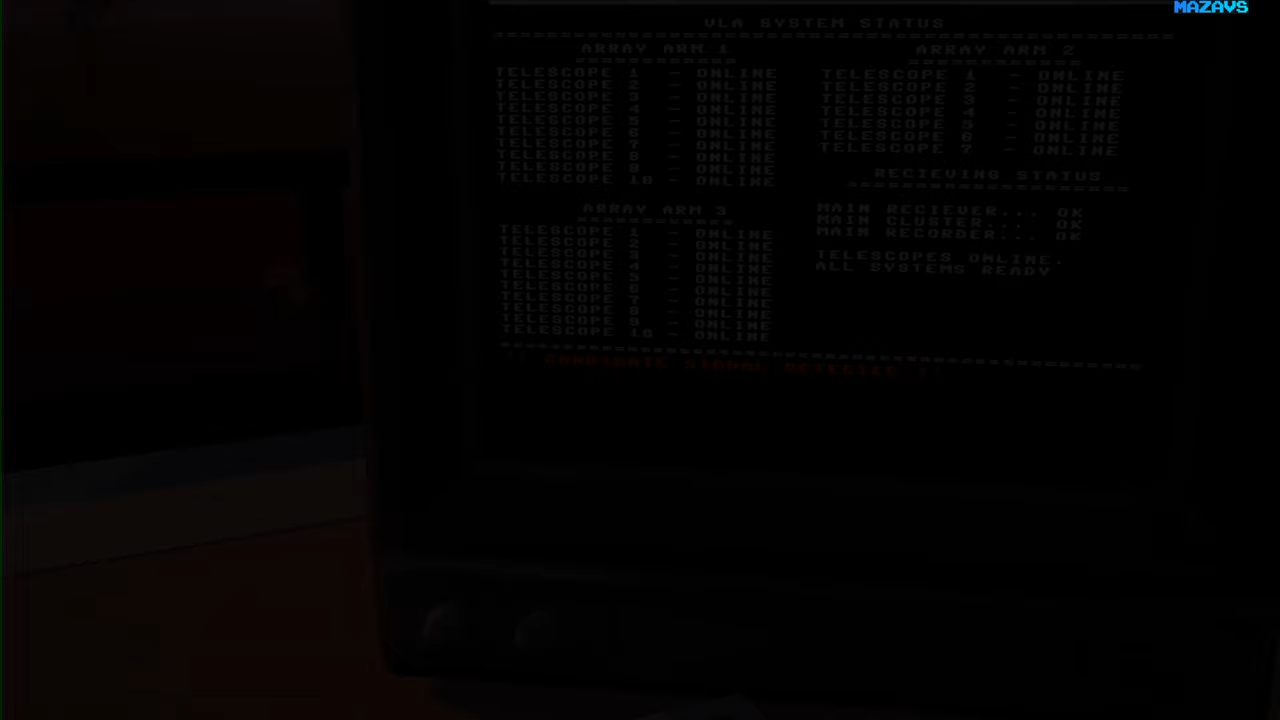 MAZAVS
VLA SYSTEM STATUS
ARRAY ARM 1
TELESCOPE 1 - ONLINE
TELESCOPE 2 - ONLINE
TELESCOPE 3 - ONLINE
TELESCOPE 4 - ONLINE
TELESCOPE 5 - ONLINE
TELESCOPE 6 - ONLINE
TELESCOPE 7 - ONLINE
TELESCOPE 8 - ONLINE
TELESCOPE 9 - ONLINE
TELESCOPE 10 - ONLINE
ARRAY ARM 2
TELESCOPE 1 - ONLINE
TELESCOPE 2 - ONLINE
TELESCOPE 3 - ONLINE
TELESCOPE 4 - ONLINE
TELESCOPE 5 - ONLINE
TELESCOPE 6 - ONLINE
TELESCOPE 7 - ONLINE
ARRAY ARM 3
TELESCOPE 1 - ONLINE
TELESCOPE 2 - ONLINE
TELESCOPE 3 - ONLINE
TELESCOPE 4 - ONLINE
TELESCOPE 5 - ONLINE
TELESCOPE 6 - ONLINE
TELESCOPE 7 - ONLINE
TELESCOPE 8 - ONLINE
TELESCOPE 9 - ONLINE
TELESCOPE 10 - ONLINE
RECIEVING STATUS
MAIN RECIEVER... OK
MAIN CLUSTER... OK
MAIN RECORDER... OK
TELESCOPES ONLINE.
ALL SYSTEMS READY
!! CANDIDATE SIGNAL DETECTED !!